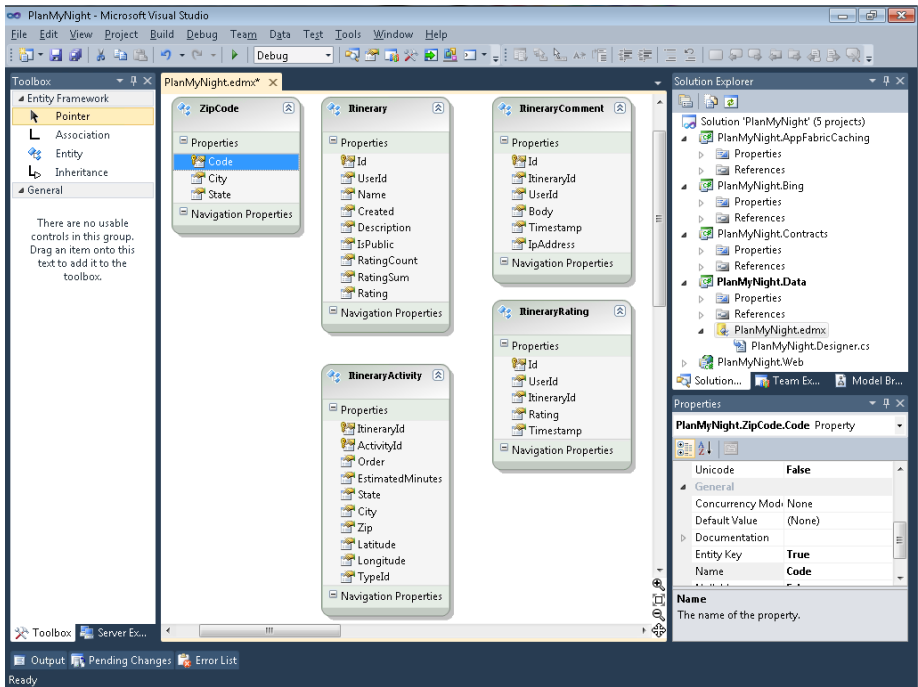 PlanMyNight - Microsoft Visual Studio
File Edit View Project Build Debug Team Data Test Tools Window Help
Debug
Toolbox
Entity Framework
Pointer
Association
Entity
Inheritance
General
There are no usable
controls in this group.
Drag an item onto this
text to add it to the
toolbox.
Toolbox Server Ex...
PlanMyNight.edmx*
ZipCode
Properties
Code
City
State
Navigation Properties
Itinerary
Properties
Id
UserId
Name
Created
Description
IsPublic
RatingCount
RatingSum
Rating
Navigation Properties
ItineraryActivity
Properties
ItineraryId
ActivityId
Order
EstimatedMinutes
State
City
Zip
Latitude
Longitude
TypeId
Navigation Properties
ItineraryComment
Properties
Id
ItineraryId
UserId
Body
Timestamp
IpAddress
Navigation Properties
ItineraryRating
Properties
Id
UserId
ItineraryId
Rating
Timestamp
Navigation Properties
Solution Explorer
Solution 'PlanMyNight' (5 projects)
PlanMyNight.AppFabricCaching
Properties
References
PlanMyNight.Bing
Properties
References
PlanMyNight.Contracts
Properties
References
PlanMyNight.Data
Properties
References
PlanMyNight.edmx
PlanMyNight.Designer.cs
PlanMyNight.Web
Solution... Team Ex... Model Br...
Properties
PlanMyNight.ZipCode.Code Property
Unicode False
General
Concurrency Mod None
Default Value (None)
Documentation
Entity Key True
Name Code
Name
The name of the property.
Output Pending Changes Error List
Ready